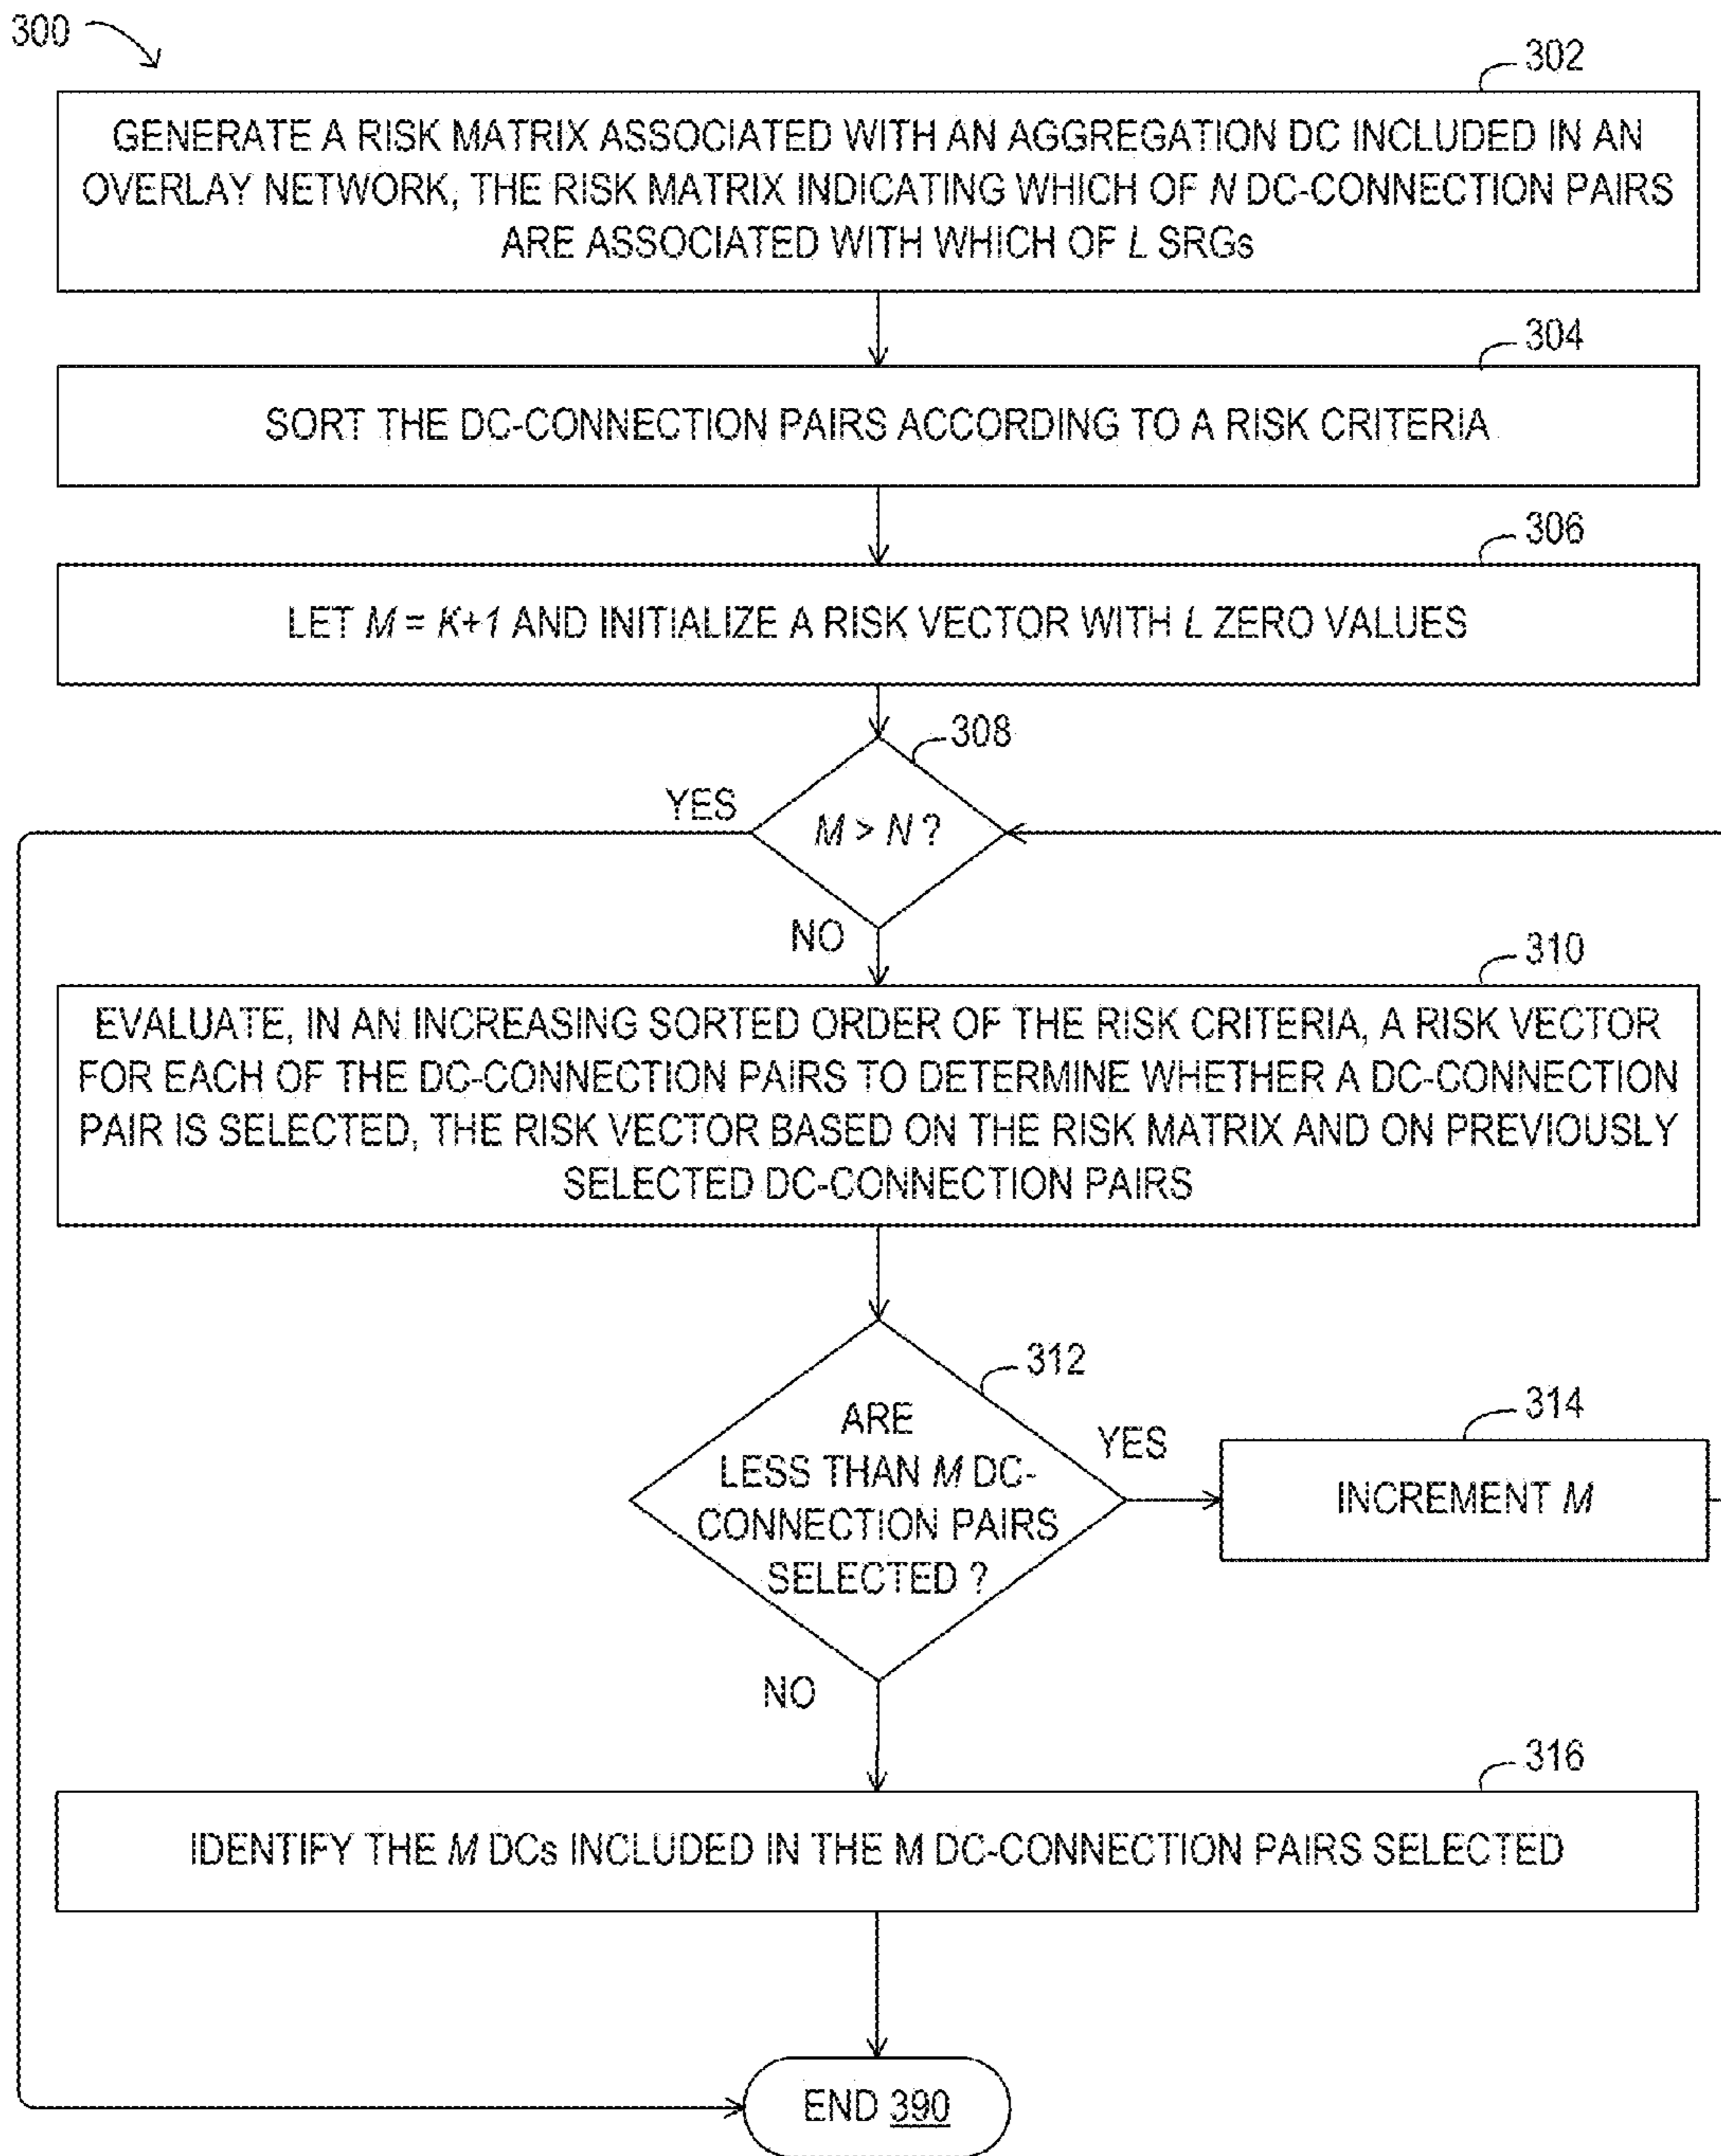 300
302
GENERATE A RISK MATRIX ASSOCIATED WITH AN AGGREGATION DC INCLUDED IN AN
OVERLAY NETWORK, THE RISK MATRIX INDICATING WHICH OF N DC-CONNECTION PAIRS
ARE ASSOCIATED WITH WHICH OF L SRGs
304
SORT THE DC-CONNECTION PAIRS ACCORDING TO A RISK CRITERIA
306
LET M = K+1 AND INITIALIZE A RISK VECTOR WITH L ZERO VALUES
308
YES
M > N ?
NO
310
EVALUATE, IN AN INCREASING SORTED ORDER OF THE RISK CRITERIA, A RISK VECTOR
FOR EACH OF THE DC-CONNECTION PAIRS TO DETERMINE WHETHER A DC-CONNECTION
PAIR IS SELECTED, THE RISK VECTOR BASED ON THE RISK MATRIX AND ON PREVIOUSLY
SELECTED DC-CONNECTION PAIRS
312
ARE
LESS THAN M DC-
CONNECTION PAIRS
SELECTED ?
YES
314
INCREMENT M
NO
316
IDENTIFY THE M DCs INCLUDED IN THE M DC-CONNECTION PAIRS SELECTED
END 390